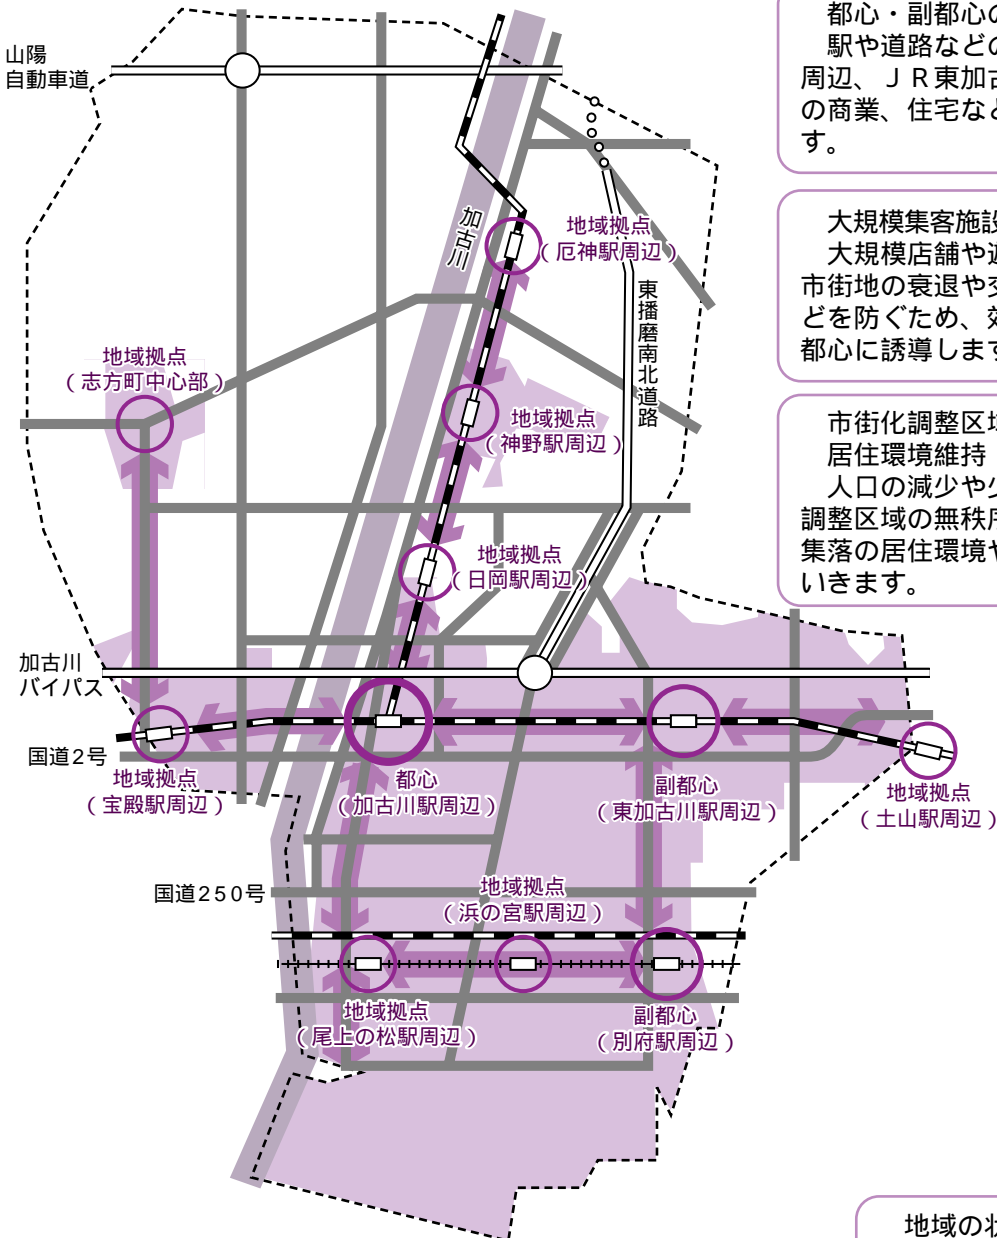 都心・副都心の
駅や道路などの
周辺、ＪＲ東加古
の商業、住宅など
す。
大規模集客施設
大規模店舗や遊
市街地の衰退や交
どを防ぐため、郊
都心に誘導します
市街化調整区域
居住環境維持
人口の減少や少
調整区域の無秩序
集落の居住環境や
いきます。
山陽
自動車道
加古川
地域拠点
（厄神駅周辺）
東播磨南北道路
地域拠点
（志方町中心部）
地域拠点
（神野駅周辺）
地域拠点
（日岡駅周辺）
加古川
バイパス
国道2号
地域拠点
（宝殿駅周辺）
都心
（加古川駅周辺）
副都心
（東加古川駅周辺）
地域拠点
（土山駅周辺）
国道250号
地域拠点
（浜の宮駅周辺）
地域拠点
（尾上の松駅周辺）
副都心
（別府駅周辺）
地域の状